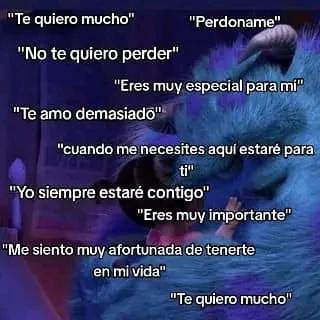 "Te quiero mucho"
"Perdoname"
"No te quiero perder"
"Eres muy especial para mi"
"Te amo demasiado"
"cuando me necesites aquí estaré para
ti"
"Yo siempre estaré contigo"
"Eres muy importante"
"Me siento muy afortunada de tenerte
en mi vida"
"Te quiero mucho"